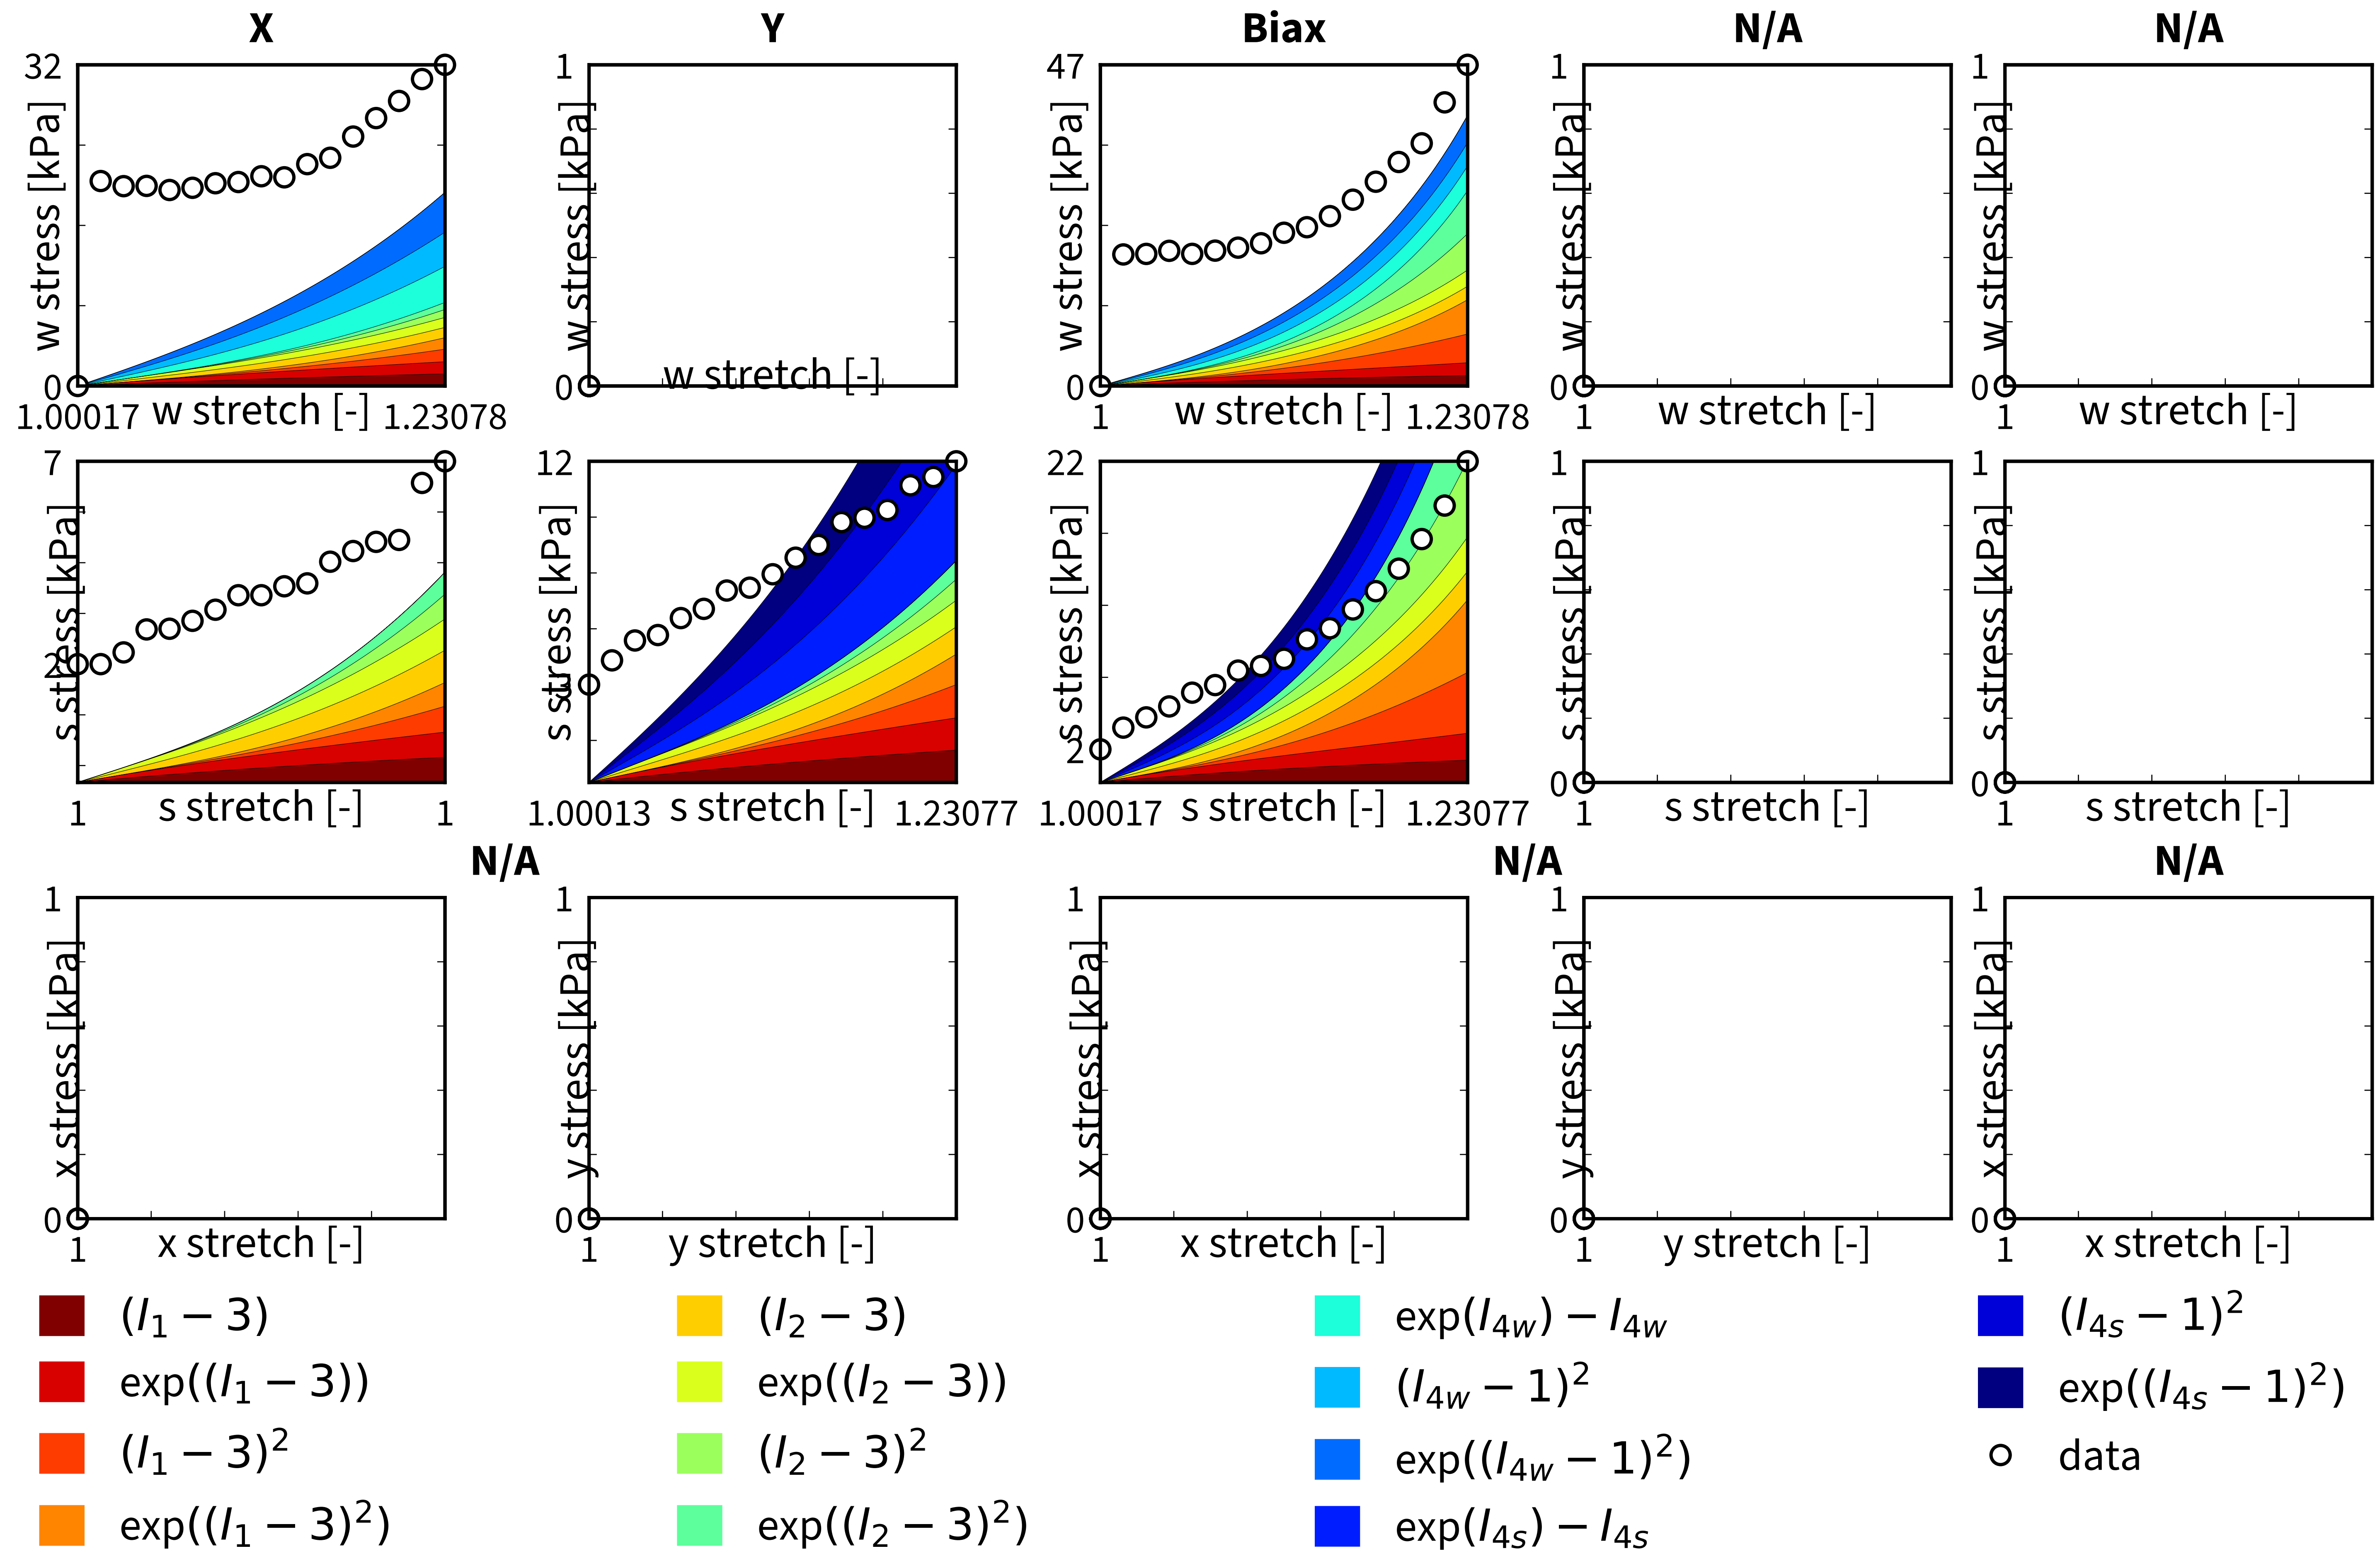 X Y Biax N/A N/A
32 1 47 1 1
w stress [kPa] w stress [kPa] w stress [kPa] w stress [kPa] w stress [kPa]
0 0 0 0 0
w stretch [-]
1.00017 w stretch [-] 1.23078 1 w stretch [-] 1.23078 1 w stretch [-] 1 w stretch [-]
7 12 22 1 1
s stress [kPa] s stress [kPa] s stress [kPa] s stress [kPa] s stress [kPa]
2 3 2 0 0
1 s stretch [-] 1 1.00013 s stretch [-] 1.23077 1.00017 s stretch [-] 1.23077 1 s stretch [-] 1 s stretch [-]
N/A N/A N/A
1 1 1 1 1
x stress [kPa] y stress [kPa] x stress [kPa] y stress [kPa] x stress [kPa]
0 0 0 0 0
1 x stretch [-] 1 y stretch [-] 1 x stretch [-] 1 y stretch [-] 1 x stretch [-]
(I₁ − 3) (I₂ − 3) exp(I₄w) − I₄w (I₄s − 1)²
exp((I₁ − 3)) exp((I₂ − 3)) (I₄w − 1)² exp((I₄s − 1)²)
(I₁ − 3)² (I₂ − 3)² exp((I₄w − 1)²) data
exp((I₁ − 3)²) exp((I₂ − 3)²) exp(I₄s) − I₄s